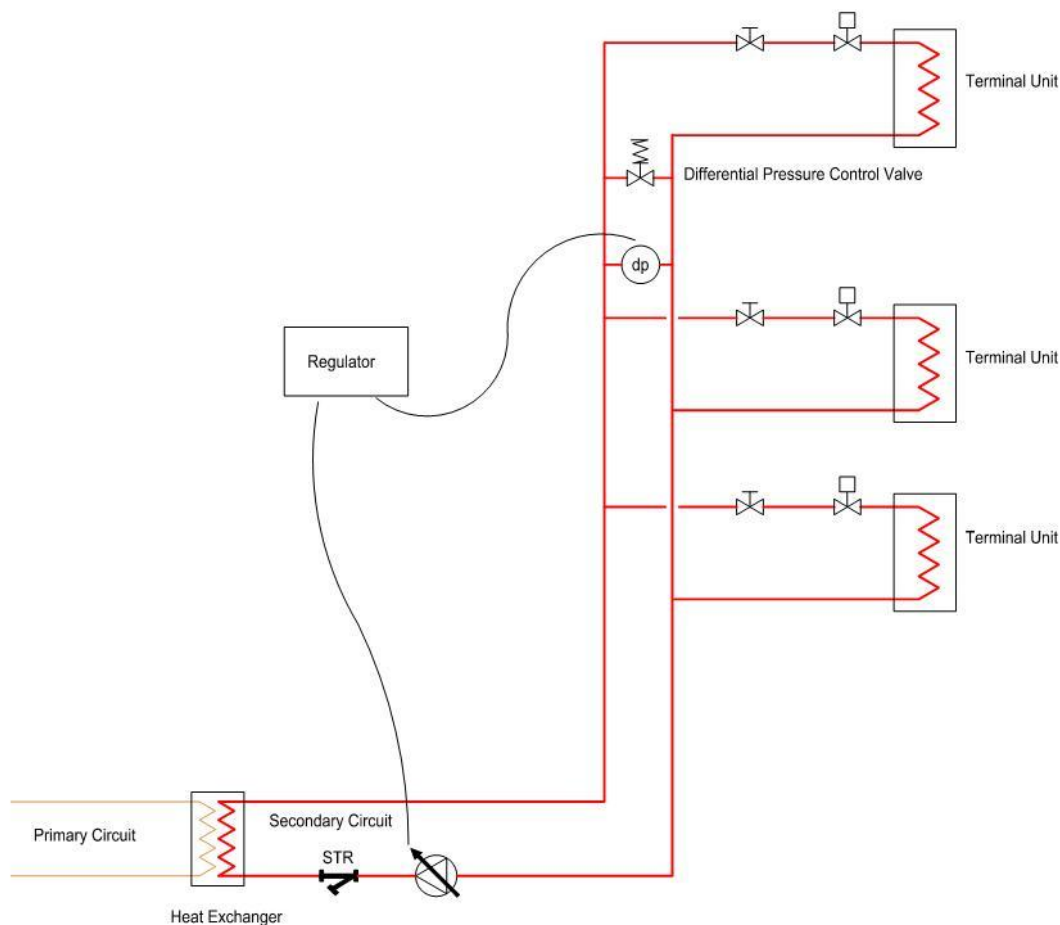 Terminal Unit
Differential Pressure Control Valve
dp
Regulator
Terminal Unit
Terminal Unit
Secondary Circuit
Primary Circuit
STR
Heat Exchanger